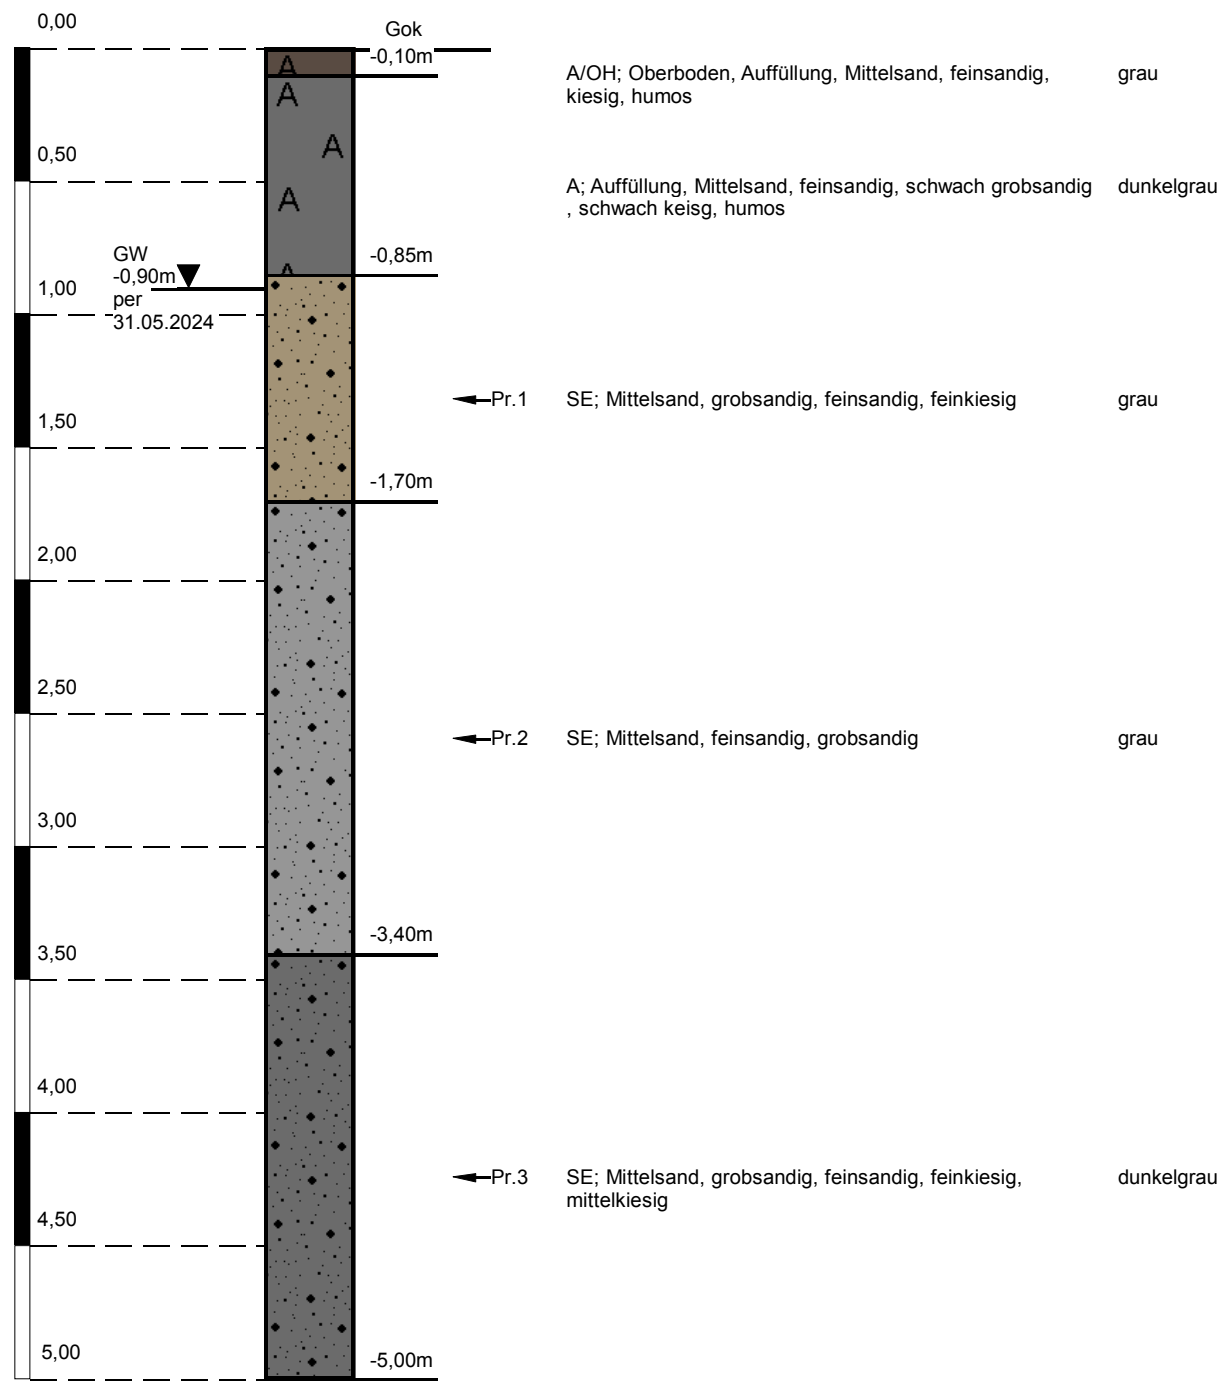 0,00
Gok
-0,10m
A
A/OH; Oberboden, Auffüllung, Mittelsand, feinsandig, grau
kiesig, humos
A
A
0,50
A; Auffüllung, Mittelsand, feinsandig, schwach grobsandig dunkelgrau
, schwach keisg, humos
A
GW
-0,85m
A
-0,90m
1,00
per
31.05.2024
Pr.1 SE; Mittelsand, grobsandig, feinsandig, feinkiesig grau
1,50
-1,70m
2,00
2,50
Pr.2 SE; Mittelsand, feinsandig, grobsandig grau
3,00
-3,40m
3,50
4,00
Pr.3 SE; Mittelsand, grobsandig, feinsandig, feinkiesig, dunkelgrau
mittelkiesig
4,50
5,00
-5,00m